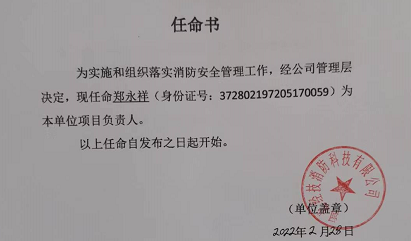 任命书
为实施和组织落实消防安全管理工作，经公司管理层
决定，现任命郑永祥（身份证号：372802197205170059）为
本单位项目负责人。
以上任命自发布之日起开始。
技消防科技有限公司
（单位盖章）
2022年2月28日